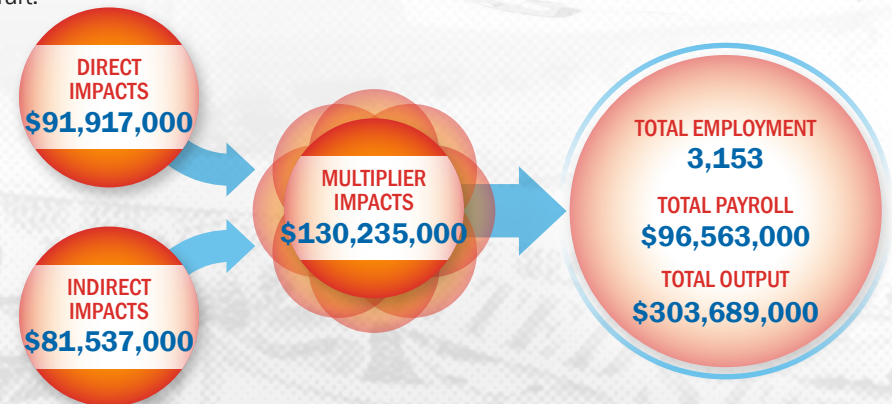 DIRECT
IMPACTS
$91,917,000
INDIRECT
IMPACTS
$81,537,000
MULTIPLIER
IMPACTS
$130,235,000
TOTAL EMPLOYMENT
3,153
TOTAL PAYROLL
$96,563,000
TOTAL OUTPUT
$303,689,000